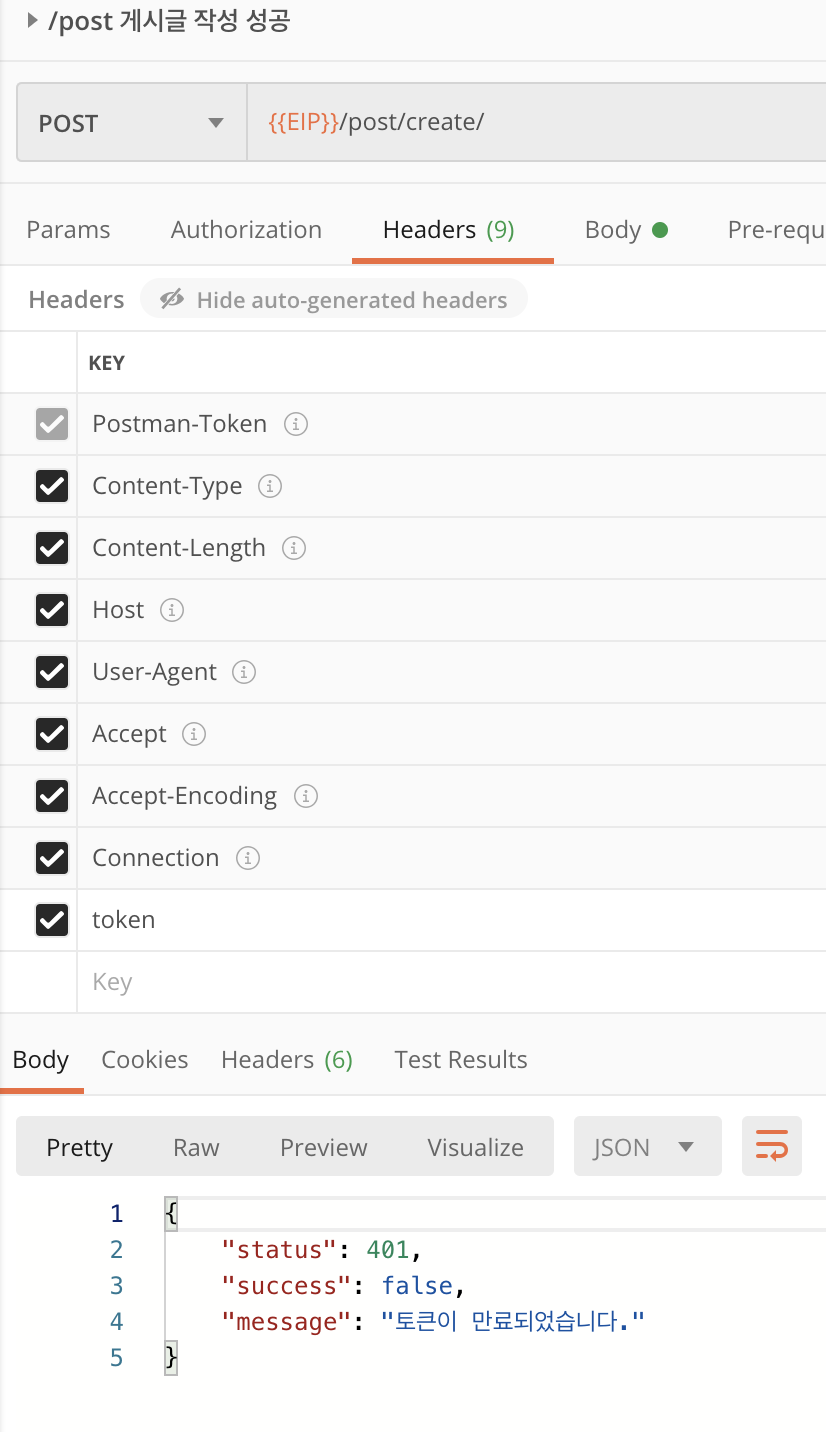 /post 게시글 작성 성공
POST {{EIP}}/post/create/
Params Authorization Headers (9) Body Pre-requ
Headers Hide auto-generated headers
KEY
Postman-Token
Content-Type
Content-Length
Host
User-Agent
Accept
Accept-Encoding
Connection
token
Key
Body Cookies Headers (6) Test Results
Pretty Raw Preview Visualize JSON
1 {
2 "status": 401,
3 "success": false,
4 "message": "토큰이 만료되었습니다."
5 }